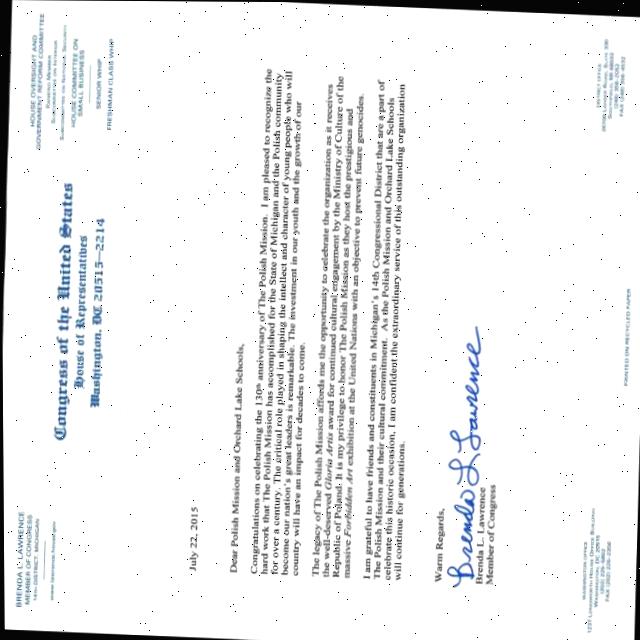 BRENDA L. LAWRENCE
MEMBER OF CONGRESS
14TH DISTRICT, MICHIGAN
Congress of the United States
House of Representatives
Washington, DC 20515–2214
HOUSE OVERSIGHT AND
GOVERNMENT REFORM COMMITTEE
HOUSE COMMITTEE ON
SMALL BUSINESS
SENIOR WHIP
FRESHMAN CLASS WHIP
July 22, 2015
Dear Polish Mission and Orchard Lake Schools,
Congratulations on celebrating the 130th anniversary of The Polish Mission. I am pleased to recognize the
hard work that The Polish Mission has accomplished for the State of Michigan and the Polish community
for over a century. The critical role played in shaping the intellect and character of young people who will
become our nation's great leaders is remarkable. The investment in our youth and the growth of our
country will have an impact for decades to come.
The legacy of The Polish Mission affords me the opportunity to celebrate the organization as it receives
the well-deserved Gloria Artis award for continued cultural engagement by the Ministry of Culture of the
Republic of Poland. It is my privilege to honor The Polish Mission as they host the prestigious and
massive Forbidden Art exhibition at the United Nations with an objective to prevent future genocides.
I am grateful to have friends and constituents in Michigan's 14th Congressional District that are a part of
The Polish Mission and their cultural commitment. As the Polish Mission and Orchard Lake Schools
celebrate this historic occasion, I am confident the extraordinary service of this outstanding organization
will continue for generations.
Warm Regards,
Brenda L. Lawrence
Brenda L. Lawrence
Member of Congress
WASHINGTON OFFICE
1237 LONGWORTH HOUSE OFFICE BUILDING
WASHINGTON, DC 20515
PRINTED ON RECYCLED PAPER
DISTRICT OFFICE